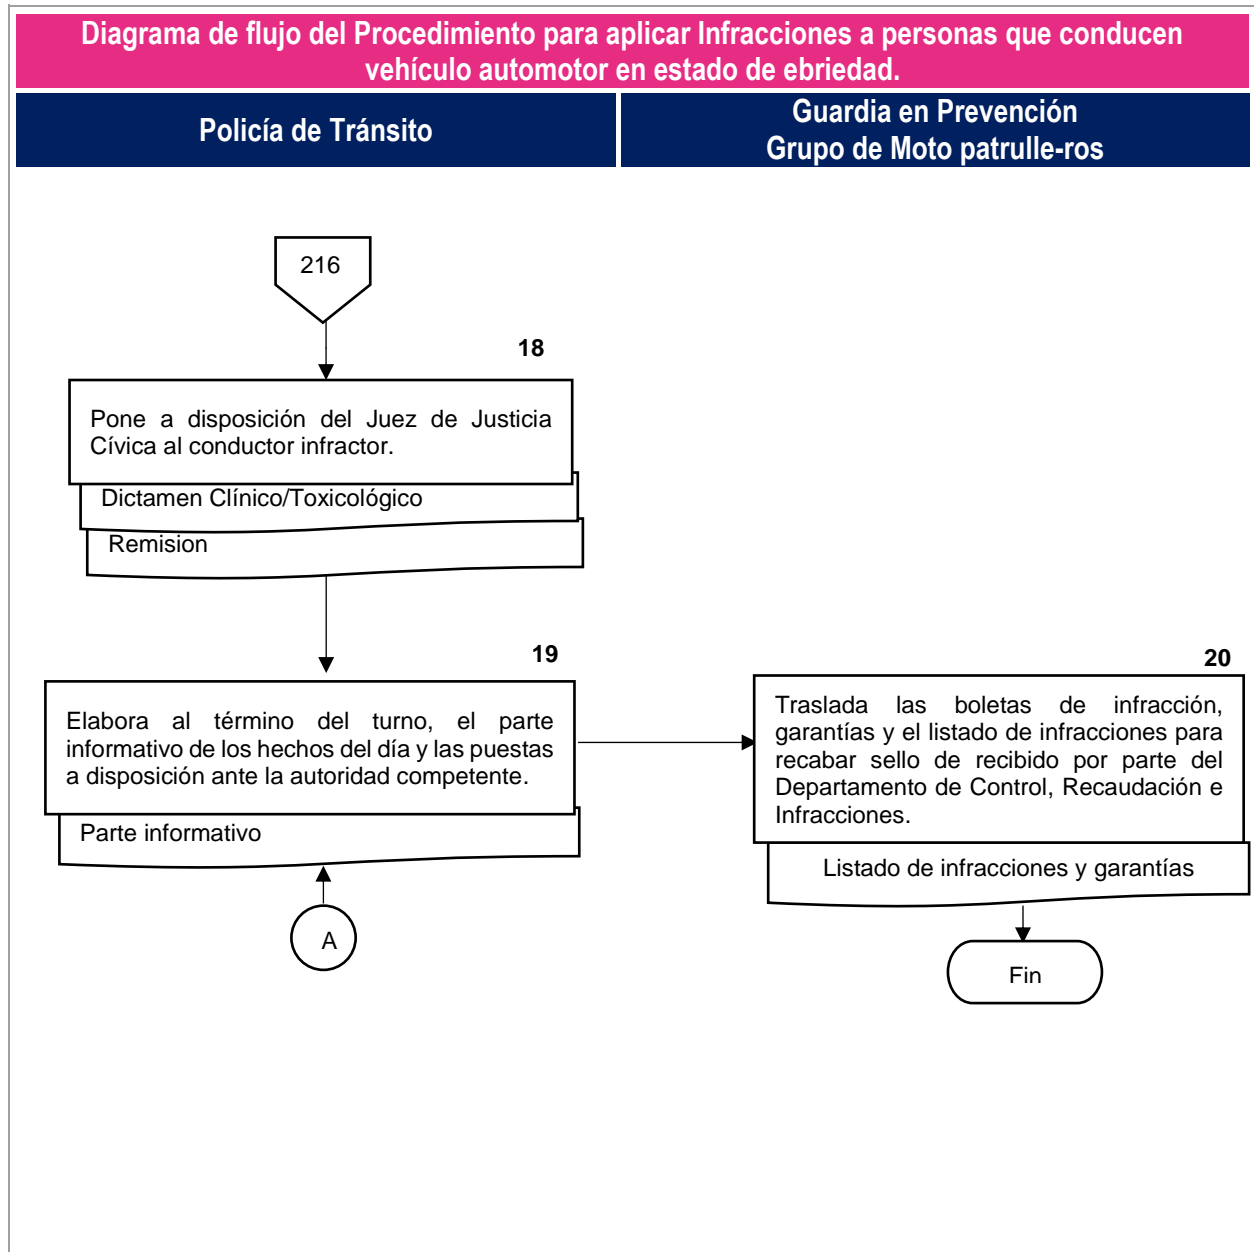 Diagrama de flujo del Procedimiento para aplicar Infracciones a personas que conducen
vehículo automotor en estado de ebriedad.
Policía de Tránsito
Guardia en Prevención
Grupo de Moto patrulle-ros
216
18
Pone a disposición del Juez de Justicia
Cívica al conductor infractor.
Dictamen Clínico/Toxicológico
Remision
19
Elabora al término del turno, el parte
informativo de los hechos del día y las puestas
a disposición ante la autoridad competente.
Parte informativo
A
20
Traslada las boletas de infracción,
garantías y el listado de infracciones para
recabar sello de recibido por parte del
Departamento de Control, Recaudación e
Infracciones.
Listado de infracciones y garantías
Fin